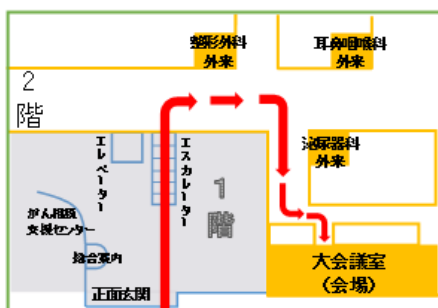 整形外科
外来
耳鼻咽喉科
外来
2
階
泌尿器科
外来
エレベーター
エスカレーター
1
階
がん相談
支援センター
総合案内
正面玄関
大会議室
(会場)